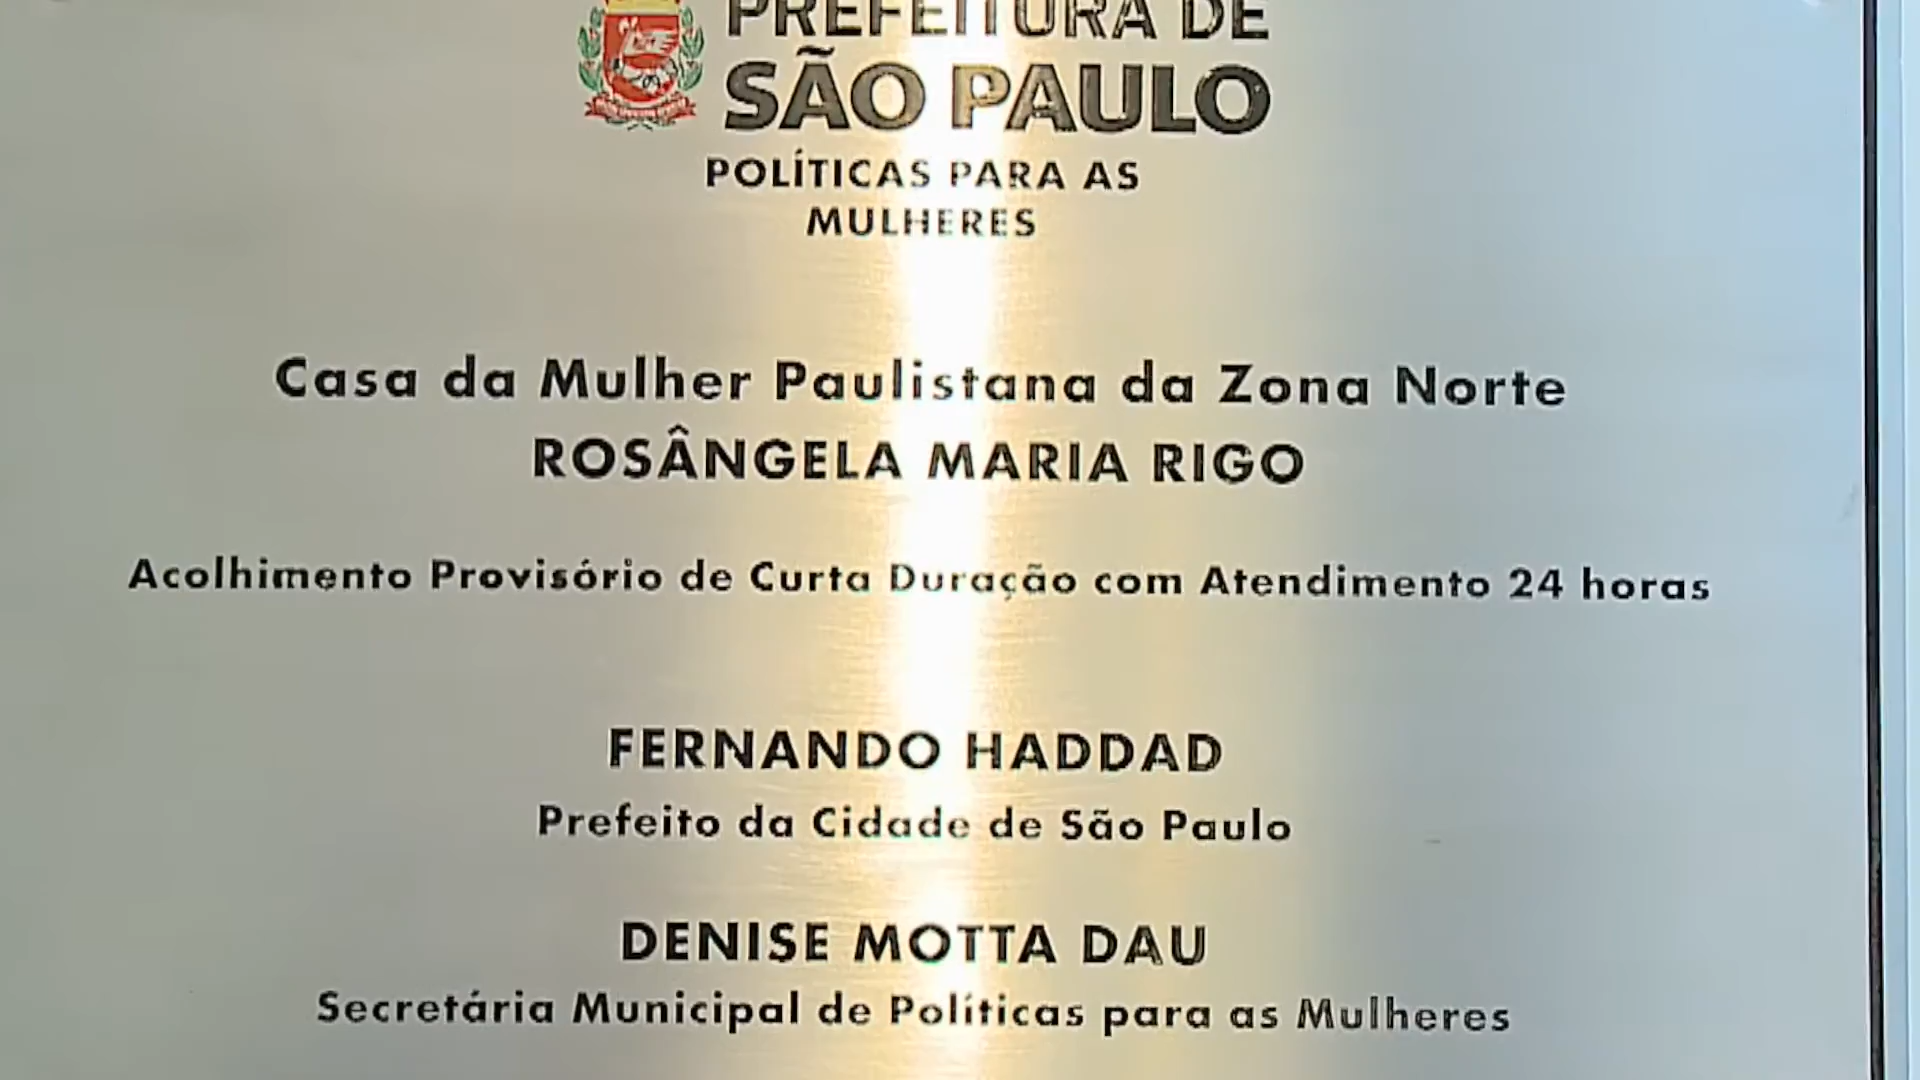 PREFEITURA DE
SÃO PAULO
POLÍTICAS PARA AS
MULHERES
Casa da Mulher Paulistana da Zona Norte
ROSÂNGELA MARIA RIGO
Acolhimento Provisório de Curta Duração com Atendimento 24 horas
FERNANDO HADDAD
Prefeito da Cidade de São Paulo
DENISE MOTTA DAU
Secretária Municipal de Políticas para as Mulheres